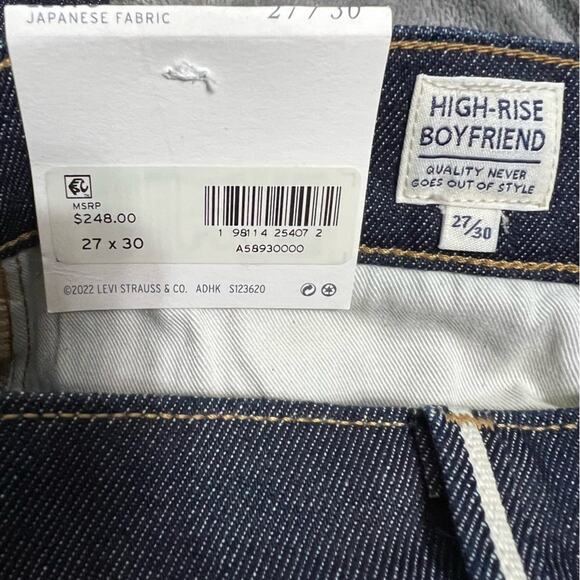 JAPANESE FABRIC
27 / 30
MSRP
$248.00
27 x 30
1 98114 25407 2
A58930000
©2022 LEVI STRAUSS & CO. ADHK S123620
HIGH-RISE
BOYFRIEND
QUALITY NEVER
GOES OUT OF STYLE
27/30